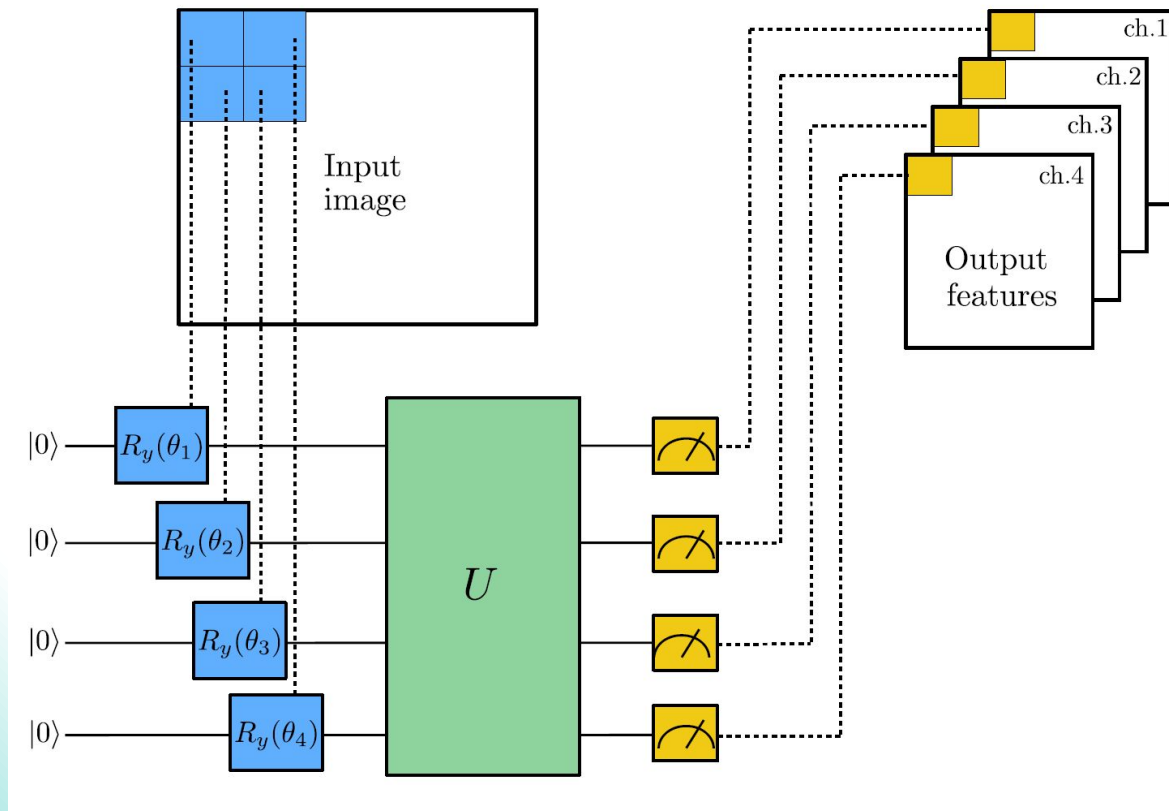 ch.1
ch.2
ch.3
ch.4
Input
image
Output
features
|0⟩ R_y(θ_1)
|0⟩ R_y(θ_2)
U
|0⟩ R_y(θ_3)
|0⟩ R_y(θ_4)